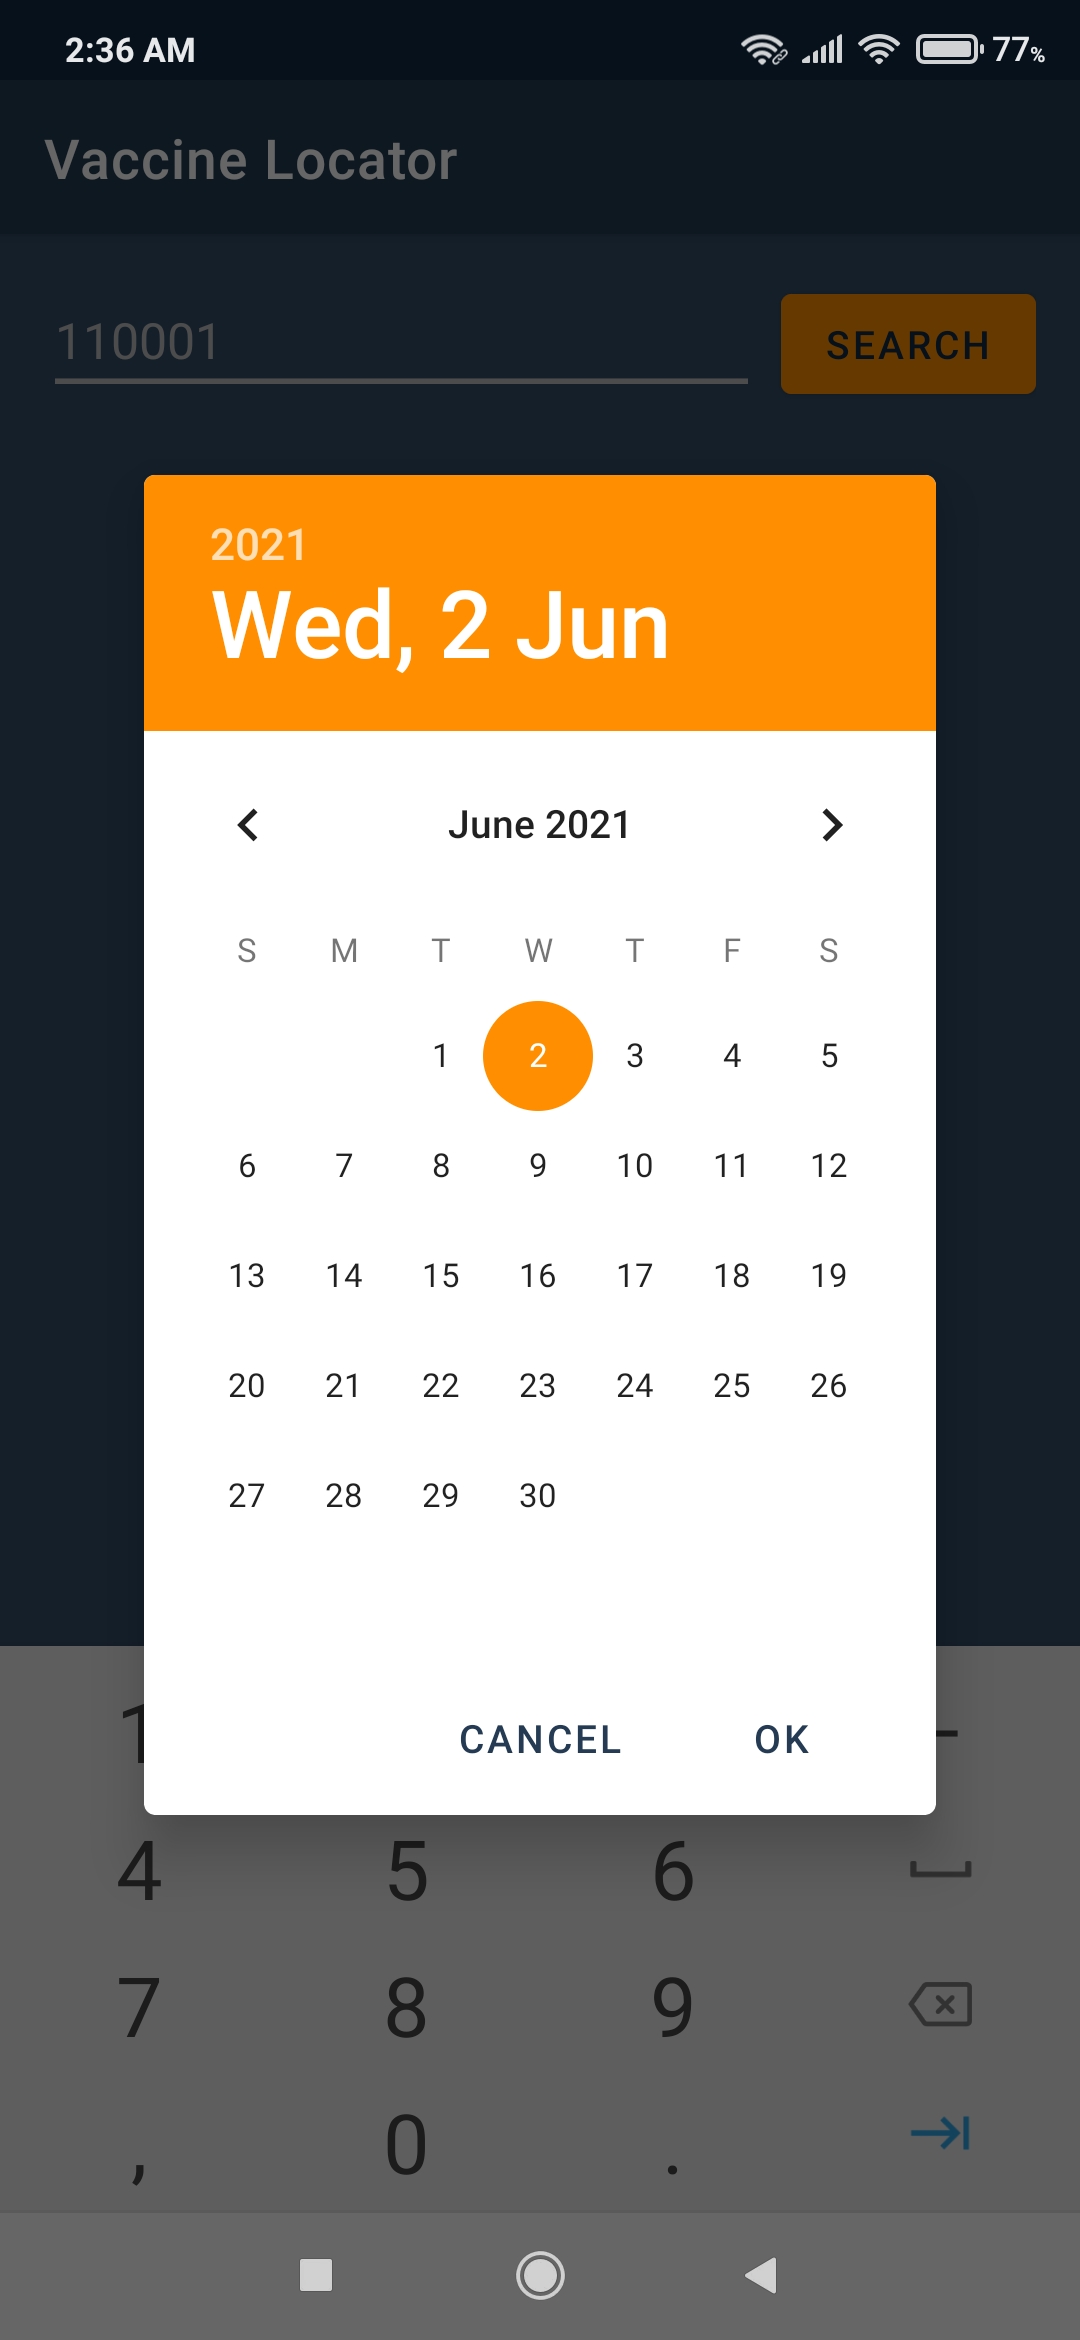 2:36 AM 77%
Vaccine Locator
110001 SEARCH
2021
Wed, 2 Jun
June 2021
S M T W T F S
1 2 3 4 5
6 7 8 9 10 11 12
13 14 15 16 17 18 19
20 21 22 23 24 25 26
27 28 29 30
CANCEL OK
1 -
4 5 6
7 8 9
, 0 .